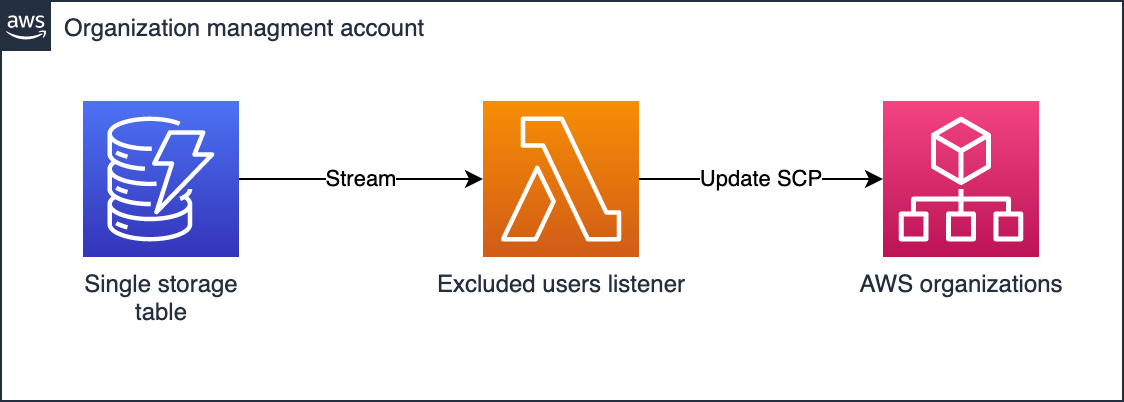 aws
Organization managment account
Stream
Update SCP
Single storage
table
Excluded users listener
AWS organizations